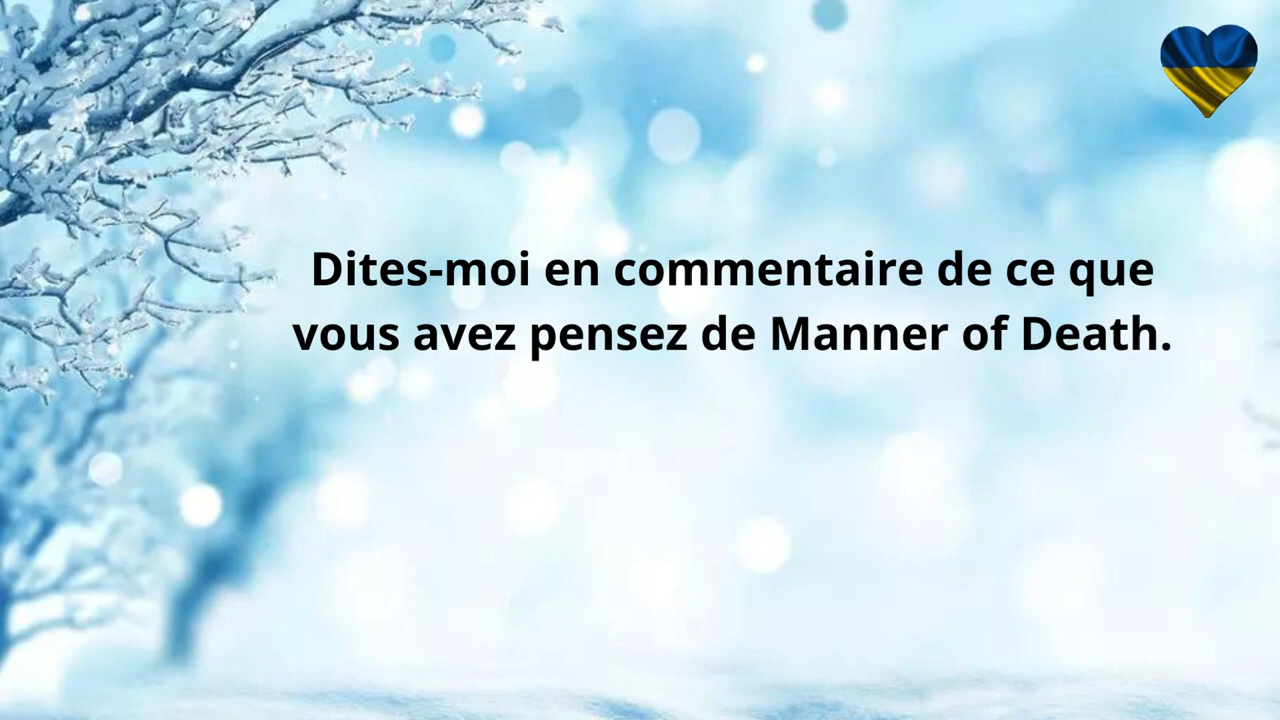 Dites-moi en commentaire de ce que
vous avez pensez de Manner of Death.